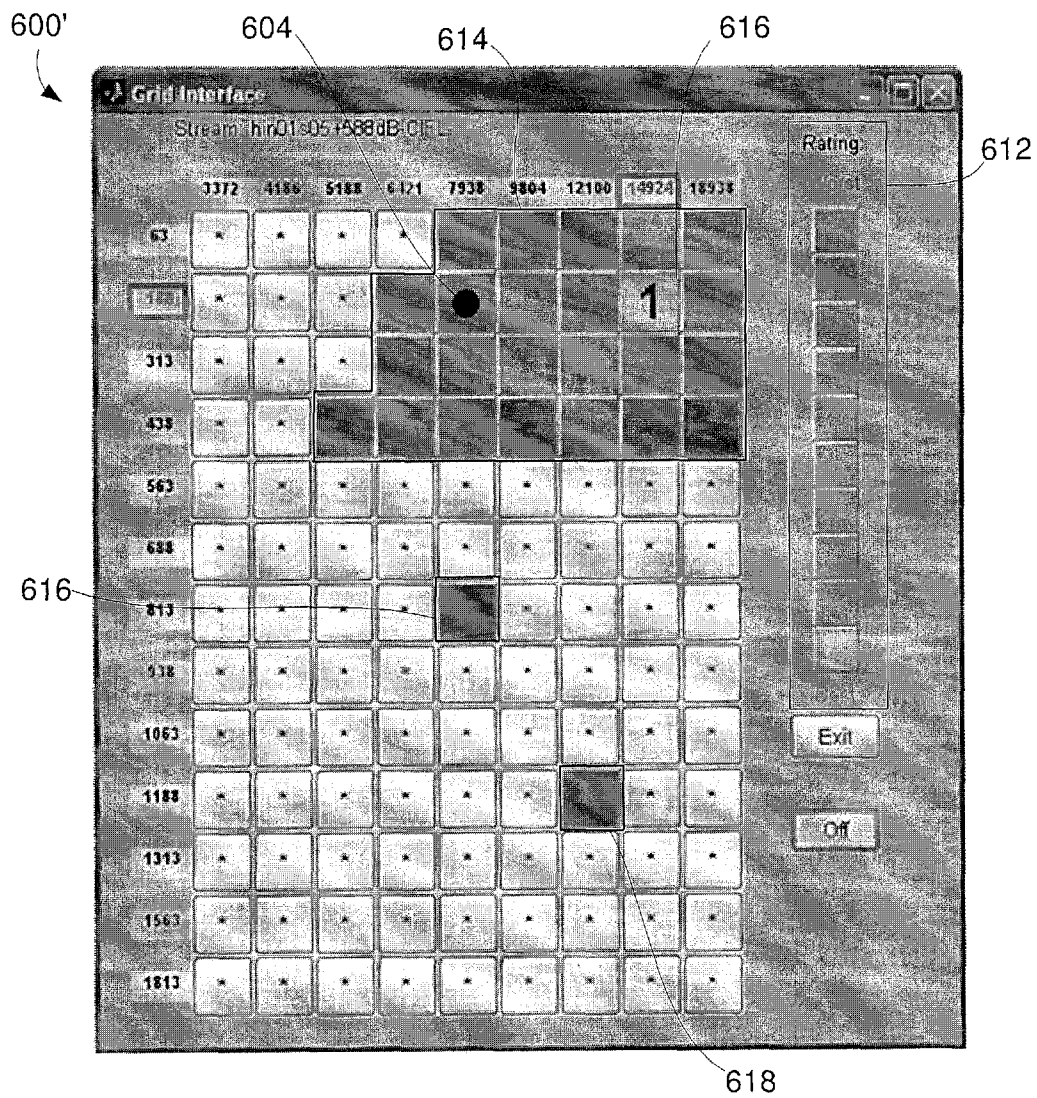 600'
604
614
616
Grid Interface
612
Rating:
3372 4186 5188 6421 7938 9804 12100 14924 18938
63 * * * *
* * * 1
313 * * *
438 * *
563 * * * * * * * * *
688 * * * * * * * * *
616
813 * * * * * * * *
938 * * * * * * * * *
1063 * * * * * * * * *
Exit
1188 * * * * * * * *
Off
1313 * * * * * * * * *
1563 * * * * * * * * *
1813 * * * * * * * * *
618